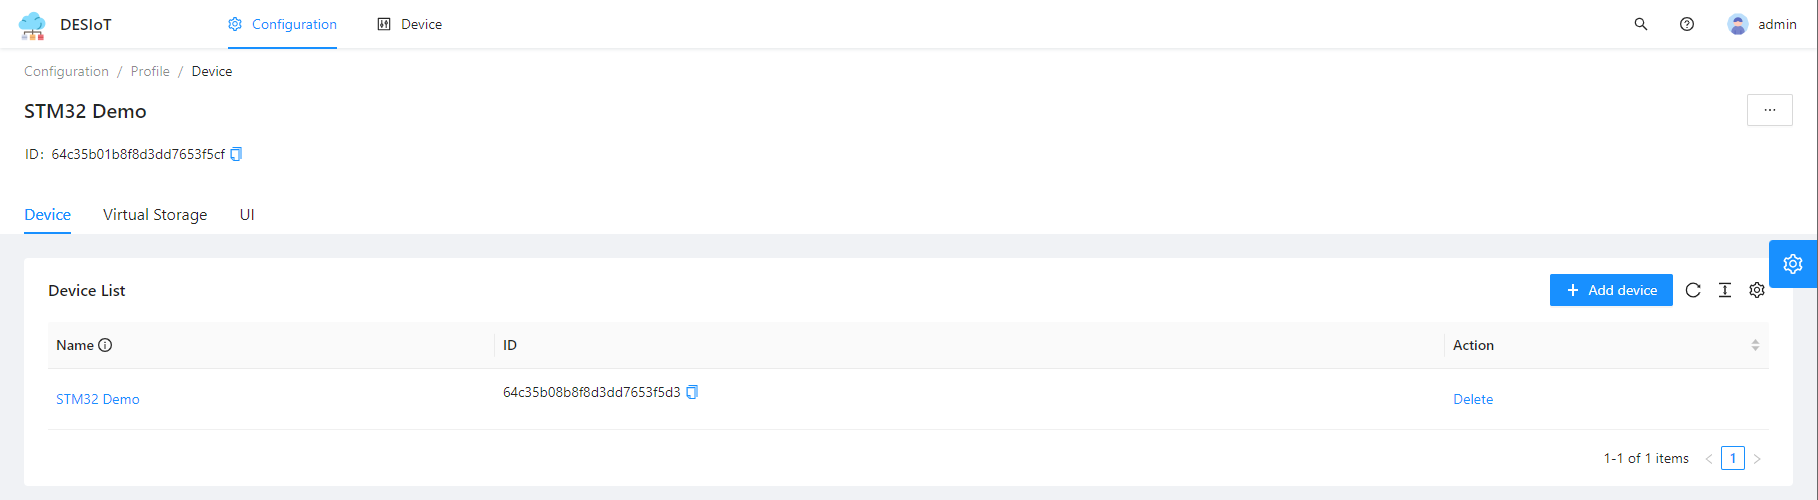 DESIoT Configuration Device admin
Configuration / Profile / Device
STM32 Demo
ID: 64c35b01b8f8d3dd7653f5cf
Device Virtual Storage UI
Device List + Add device
Name ID Action
STM32 Demo 64c35b08b8f8d3dd7653f5d3 Delete
1-1 of 1 items < 1 >